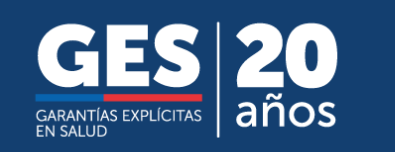 GES
GARANTÍAS EXPLÍCITAS
EN SALUD
20
años